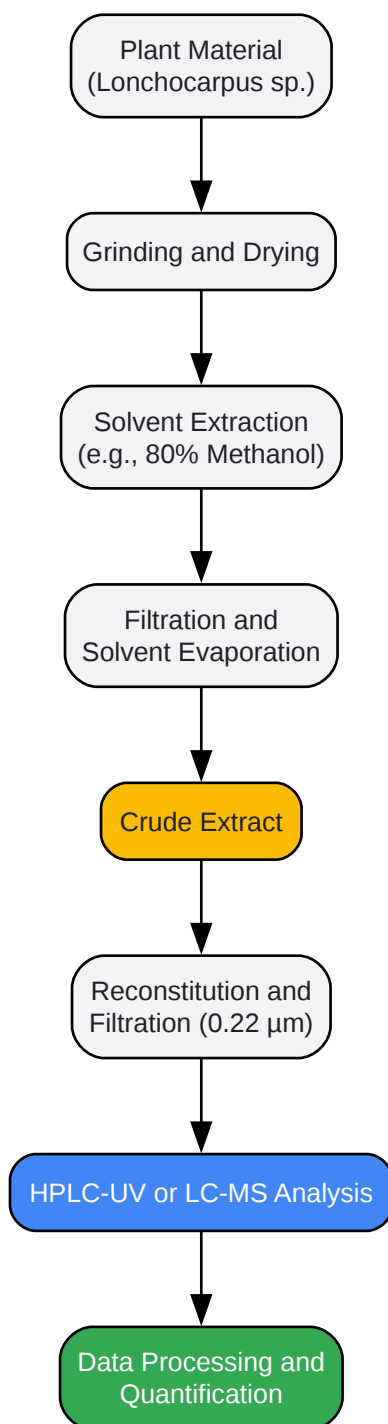 Plant Material
(Lonchocarpus sp.)
Grinding and Drying
Solvent Extraction
(e.g., 80% Methanol)
Filtration and
Solvent Evaporation
Crude Extract
Reconstitution and
Filtration (0.22 µm)
HPLC-UV or LC-MS Analysis
Data Processing and
Quantification